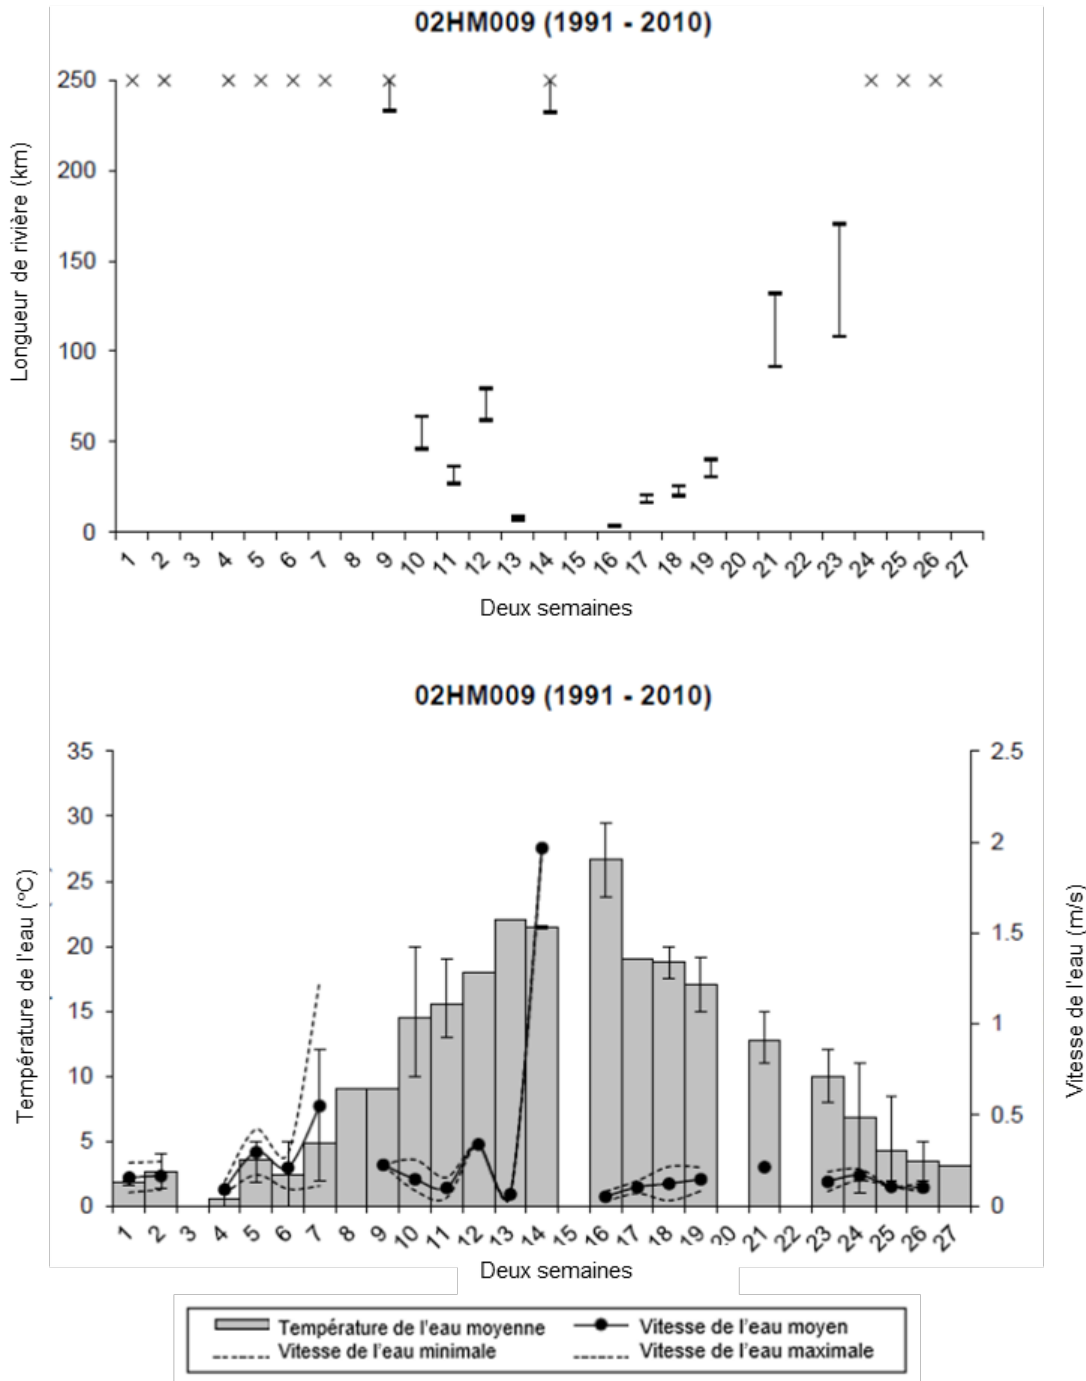 02HM009 (1991 - 2010)
Longueur de rivière (km)
250
200
150
100
50
0
1 2 3 4 5 6 7 8 9 10 11 12 13 14 15 16 17 18 19 20 21 22 23 24 25 26 27
Deux semaines
02HM009 (1991 - 2010)
Température de l'eau (°C)
35
30
25
20
15
10
5
0
2.5
2
1.5
1
0.5
0
Vitesse de l'eau (m/s)
1 2 3 4 5 6 7 8 9 10 11 12 13 14 15 16 17 18 19 20 21 22 23 24 25 26 27
Deux semaines
Température de l'eau moyenne
Vitesse de l'eau moyen
Vitesse de l'eau minimale
Vitesse de l'eau maximale